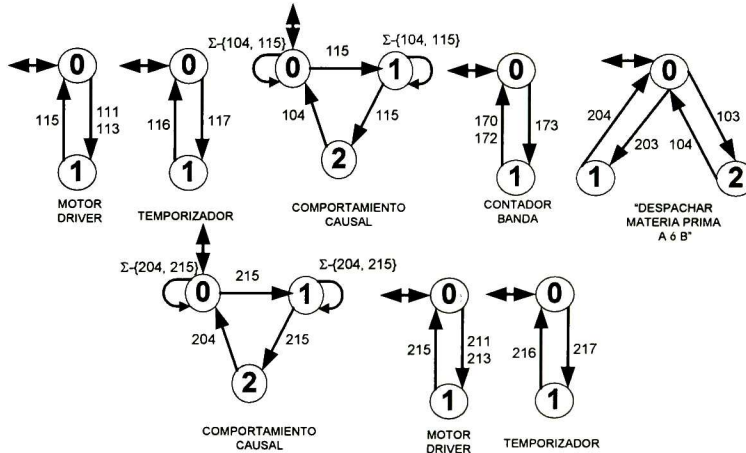 Σ-{104, 115}
115
Σ-{104, 115}
0
0
0
1
0
0
115
111
113
116
117
104
115
170
172
173
204
203
104
103
1
1
2
1
1
2
MOTOR
DRIVER
TEMPORIZADOR
COMPORTAMIENTO
CAUSAL
CONTADOR
BANDA
"DESPACHAR
MATERIA PRIMA
A ó B"
Σ-{204, 215}
215
Σ-{204, 215}
0
1
0
0
204
215
215
211
213
216
217
2
1
1
COMPORTAMIENTO
CAUSAL
MOTOR
DRIVER
TEMPORIZADOR